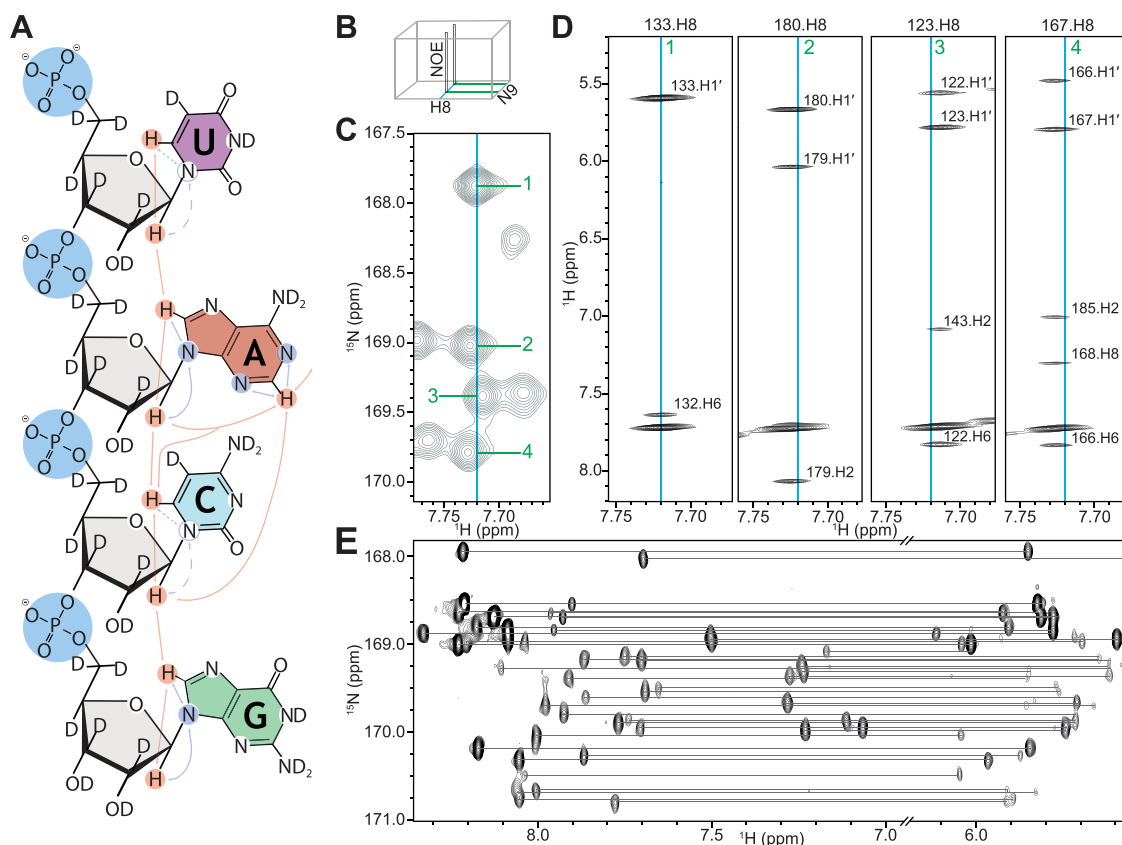 A
O
⊖
O⊖
P
O
O
D
D
D
O
H
U
ND
O
N
O
D
D
D
H
OD
O
⊖
O
P
O
O
D
D
H
N
ND2
O
N
A
N
N
D
D
D
H
H
OD
O
⊖
O
P
O
O
D
D
ND2
D
H
C
N
O
N
O
D
D
D
H
OD
O
⊖
O
P
O
O
D
D
H
N
O
O
N
G
ND
D
D
D
N
ND2
OD
H
OD
B
NOE
H8
N9
C
167.5
168.0
168.5
169.0
169.5
170.0
15N (ppm)
1
2
3
4
7.75
7.70
1H (ppm)
D
133.H8
180.H8
123.H8
167.H8
1
2
3
4
5.5
6.0
6.5
7.0
7.5
8.0
1H (ppm)
133.H1′
132.H6
180.H1′
179.H1′
179.H2
122.H1′
123.H1′
143.H2
122.H6
166.H1′
167.H1′
185.H2
168.H8
166.H6
7.75
7.70
7.75
7.70
7.75
7.70
7.75
7.70
1H (ppm)
1H (ppm)
E
168.0
169.0
170.0
171.0
15N (ppm)
8.0
7.5
7.0
6.0
1H (ppm)